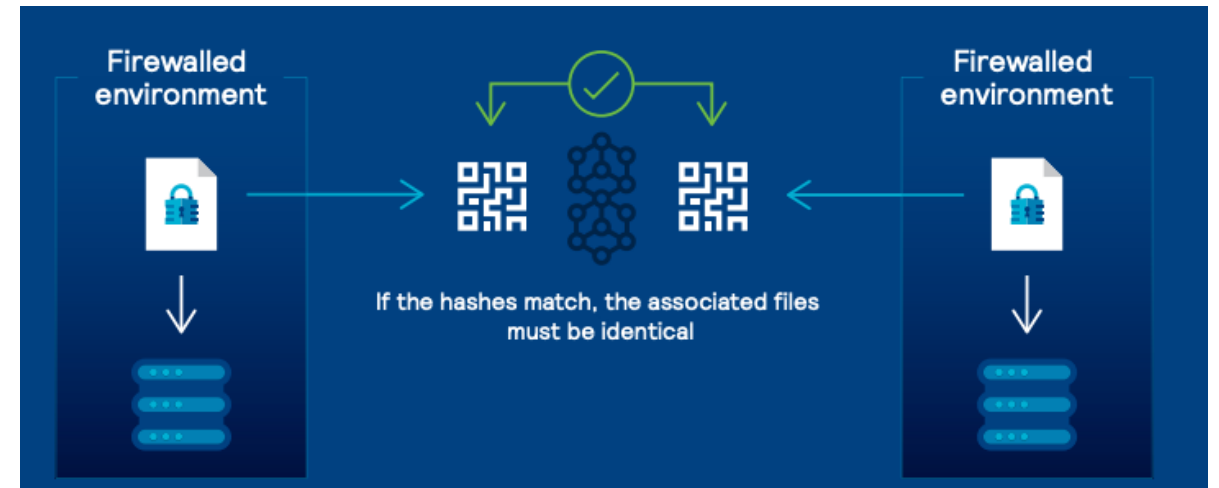 Firewalled
environment
Firewalled
environment
If the hashes match, the associated files
must be identical